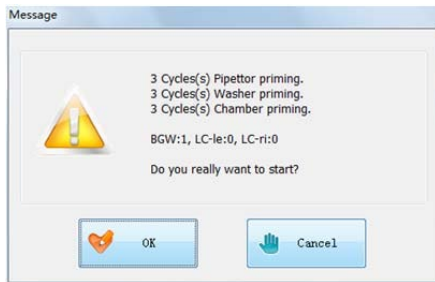 Message
3 Cycles(s) Pipettor priming.
3 Cycles(s) Washer priming.
3 Cycles(s) Chamber priming.
BGW:1, LC-le:0, LC-ri:0
Do you really want to start?
OK
Cancel